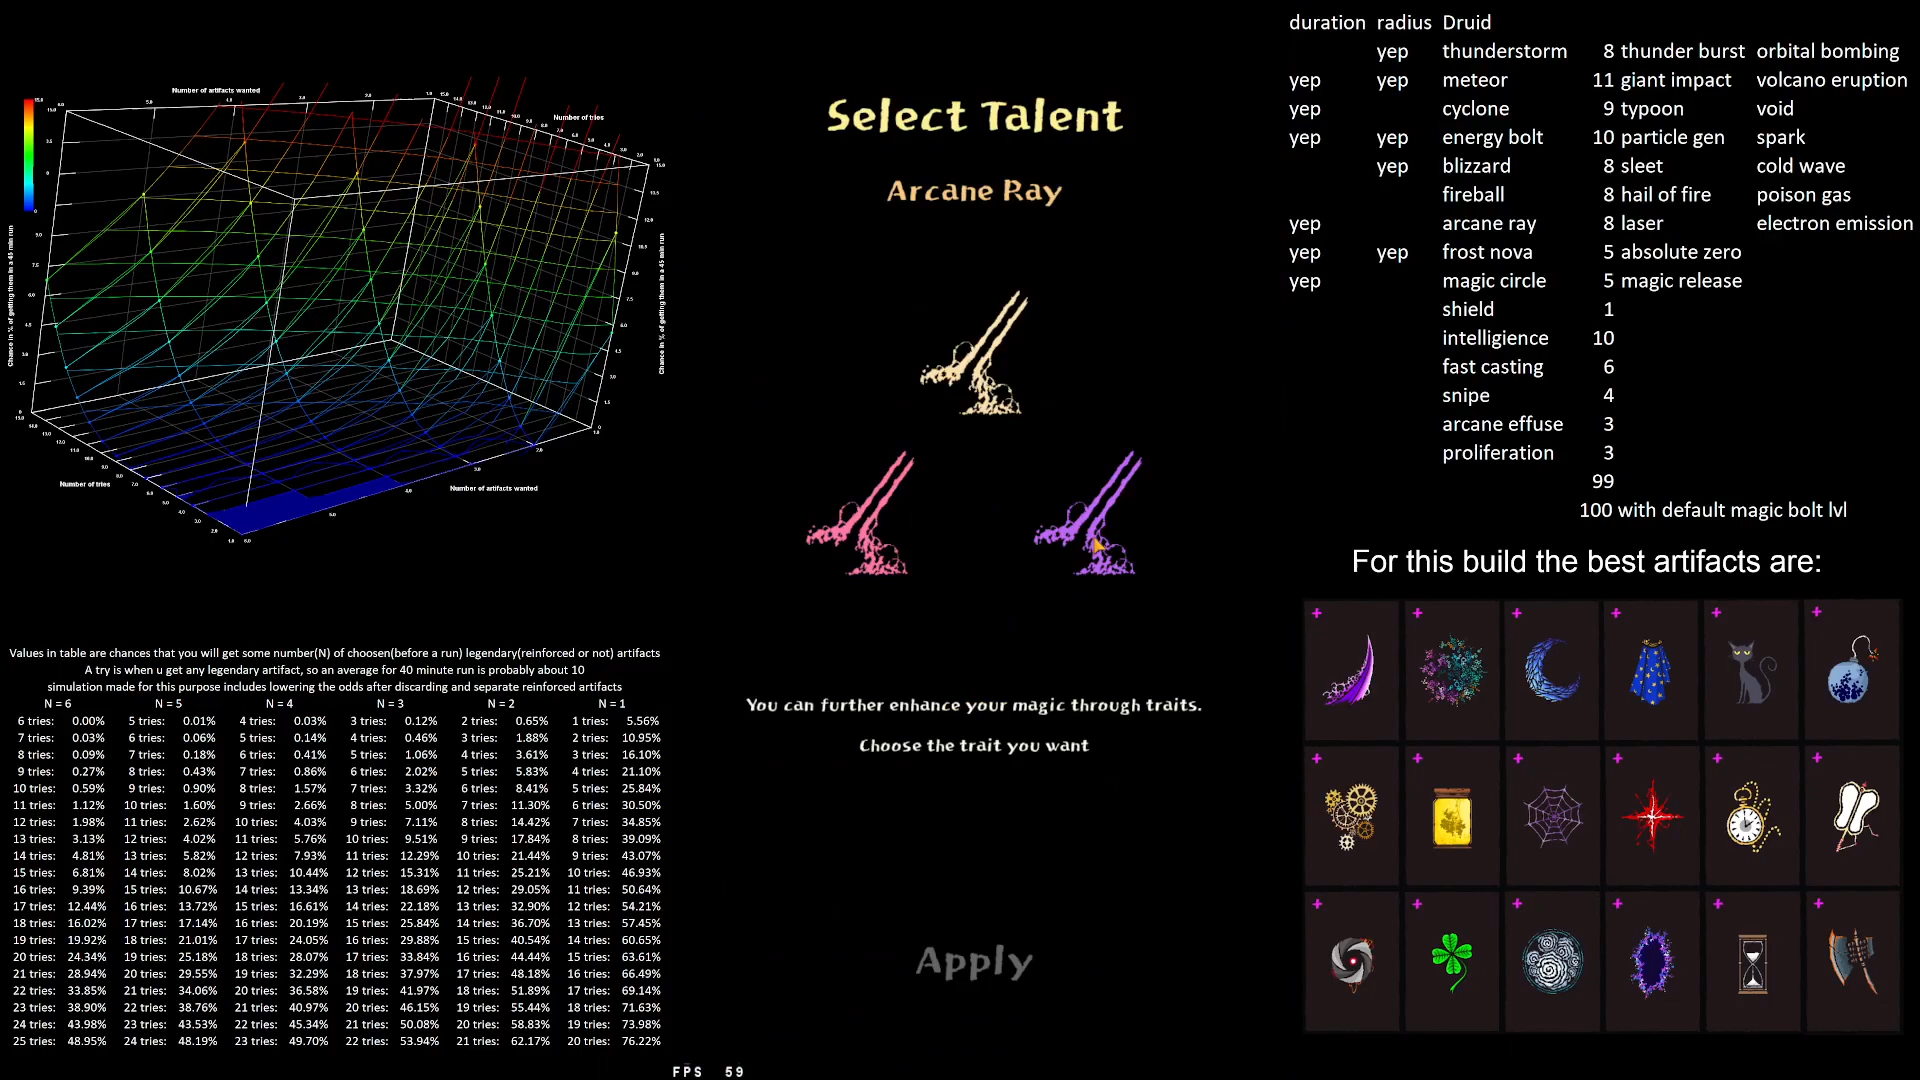 Number of artifacts wanted
Number of tries
Chance in % of getting them in a 45 min run
Chance in % of getting them in a 45 min run
Number of tries
Number of artifacts wanted
Values in table are chances that you will get some number(N) of choosen(before a run) legendary(reinforced or not) artifacts
A try is when u get any legendary artifact, so an average for 40 minute run is probably about 10
simulation made for this purpose includes lowering the odds after discarding and separate reinforced artifacts
N = 6 N = 5 N = 4 N = 3 N = 2 N = 1
6 tries: 0.00% 5 tries: 0.01% 4 tries: 0.03% 3 tries: 0.12% 2 tries: 0.65% 1 tries: 5.56%
7 tries: 0.03% 6 tries: 0.06% 5 tries: 0.14% 4 tries: 0.46% 3 tries: 1.88% 2 tries: 10.95%
8 tries: 0.09% 7 tries: 0.18% 6 tries: 0.41% 5 tries: 1.06% 4 tries: 3.61% 3 tries: 16.10%
9 tries: 0.27% 8 tries: 0.43% 7 tries: 0.86% 6 tries: 2.02% 5 tries: 5.83% 4 tries: 21.10%
10 tries: 0.59% 9 tries: 0.90% 8 tries: 1.57% 7 tries: 3.32% 6 tries: 8.41% 5 tries: 25.84%
11 tries: 1.12% 10 tries: 1.60% 9 tries: 2.66% 8 tries: 5.00% 7 tries: 11.30% 6 tries: 30.50%
12 tries: 1.98% 11 tries: 2.62% 10 tries: 4.03% 9 tries: 7.11% 8 tries: 14.42% 7 tries: 34.85%
13 tries: 3.13% 12 tries: 4.02% 11 tries: 5.76% 10 tries: 9.51% 9 tries: 17.84% 8 tries: 39.09%
14 tries: 4.81% 13 tries: 5.82% 12 tries: 7.93% 11 tries: 12.29% 10 tries: 21.44% 9 tries: 43.07%
15 tries: 6.81% 14 tries: 8.02% 13 tries: 10.44% 12 tries: 15.31% 11 tries: 25.21% 10 tries: 46.93%
16 tries: 9.39% 15 tries: 10.67% 14 tries: 13.34% 13 tries: 18.69% 12 tries: 29.05% 11 tries: 50.64%
17 tries: 12.44% 16 tries: 13.72% 15 tries: 16.61% 14 tries: 22.18% 13 tries: 32.90% 12 tries: 54.21%
18 tries: 16.02% 17 tries: 17.14% 16 tries: 20.19% 15 tries: 25.84% 14 tries: 36.70% 13 tries: 57.45%
19 tries: 19.92% 18 tries: 21.01% 17 tries: 24.05% 16 tries: 29.88% 15 tries: 40.54% 14 tries: 60.65%
20 tries: 24.34% 19 tries: 25.18% 18 tries: 28.07% 17 tries: 33.84% 16 tries: 44.44% 15 tries: 63.61%
21 tries: 28.94% 20 tries: 29.55% 19 tries: 32.29% 18 tries: 37.97% 17 tries: 48.18% 16 tries: 66.49%
22 tries: 33.85% 21 tries: 34.06% 20 tries: 36.58% 19 tries: 41.97% 18 tries: 51.89% 17 tries: 69.14%
23 tries: 38.90% 22 tries: 38.76% 21 tries: 40.97% 20 tries: 46.15% 19 tries: 55.44% 18 tries: 71.63%
24 tries: 43.98% 23 tries: 43.53% 22 tries: 45.34% 21 tries: 50.08% 20 tries: 58.83% 19 tries: 73.98%
25 tries: 48.95% 24 tries: 48.19% 23 tries: 49.70% 22 tries: 53.94% 21 tries: 62.17% 20 tries: 76.22%
Select Talent
Arcane Ray
You can further enhance your magic through traits.
Choose the trait you want
Apply
FPS 59
duration radius Druid
yep thunderstorm 8 thunder burst orbital bombing
yep yep meteor 11 giant impact volcano eruption
yep cyclone 9 typoon void
yep yep energy bolt 10 particle gen spark
yep blizzard 8 sleet cold wave
fireball 8 hail of fire poison gas
yep arcane ray 8 laser electron emission
yep yep frost nova 5 absolute zero
yep magic circle 5 magic release
shield 1
intelligience 10
fast casting 6
snipe 4
arcane effuse 3
proliferation 3
99
100 with default magic bolt lvl
For this build the best artifacts are: